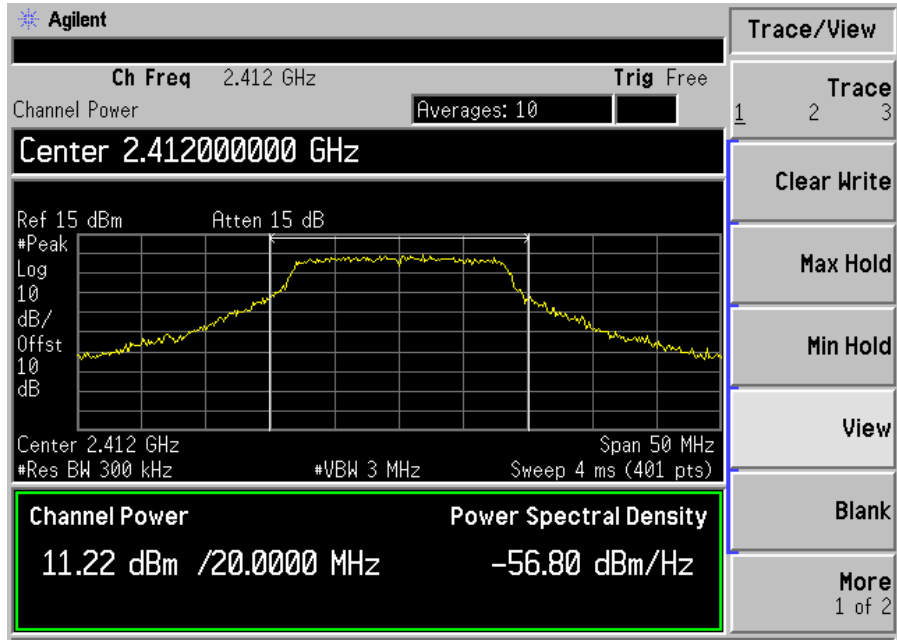 Agilent
Trace/View
Ch Freq 2.412 GHz Trig Free
Channel Power Averages: 10
Center 2.412000000 GHz
Ref 15 dBm Atten 15 dB
#Peak
Log
10
dB/
Offst
10
dB
Center 2.412 GHz Span 50 MHz
#Res BW 300 kHz #VBW 3 MHz Sweep 4 ms (401 pts)
Channel Power Power Spectral Density
11.22 dBm /20.0000 MHz -56.80 dBm/Hz
Trace
1 2 3
Clear Write
Max Hold
Min Hold
View
Blank
More
1 of 2